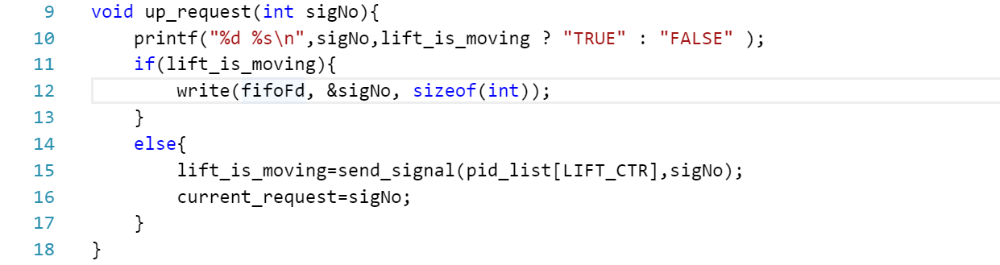 9 void up_request(int sigNo){
10     printf("%d %s\n",sigNo,lift_is_moving ? "TRUE" : "FALSE" );
11     if(lift_is_moving){
12         write(fifoFd, &sigNo, sizeof(int));
13     }
14     else{
15         lift_is_moving=send_signal(pid_list[LIFT_CTR],sigNo);
16         current_request=sigNo;
17     }
18 }